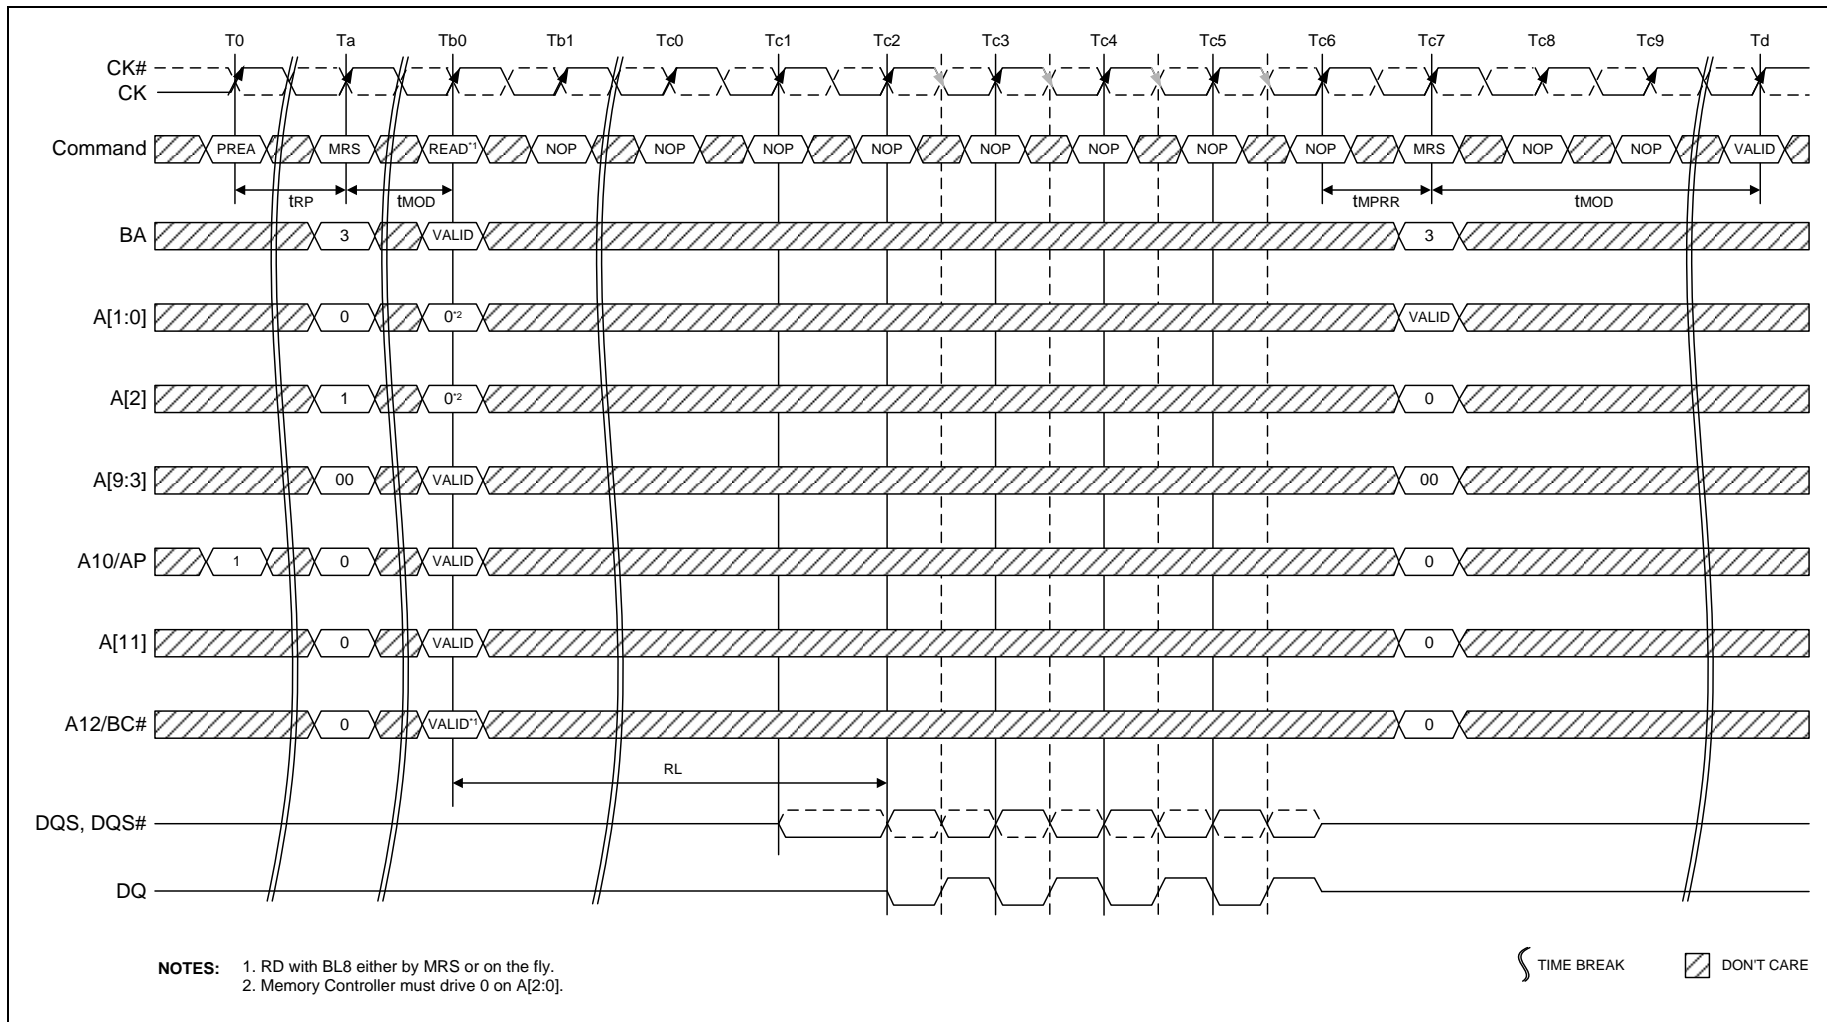 T0 Ta Tb0 Tb1 Tc0 Tc1 Tc2 Tc3 Tc4 Tc5 Tc6 Tc7 Tc8 Tc9 Td
CK#
CK
Command PREA MRS READ*1 NOP NOP NOP NOP NOP NOP NOP NOP MRS NOP NOP VALID
tRP tMOD tMPRR tMOD
BA 3 VALID 3
A[1:0] 0 0*2 VALID
A[2] 1 0*2 0
A[9:3] 00 VALID 00
A10/AP 1 0 VALID 0
A[11] 0 VALID 0
A12/BC# 0 VALID*1 0
RL
DQS, DQS#
DQ
NOTES: 1. RD with BL8 either by MRS or on the fly.
2. Memory Controller must drive 0 on A[2:0].
TIME BREAK DON'T CARE